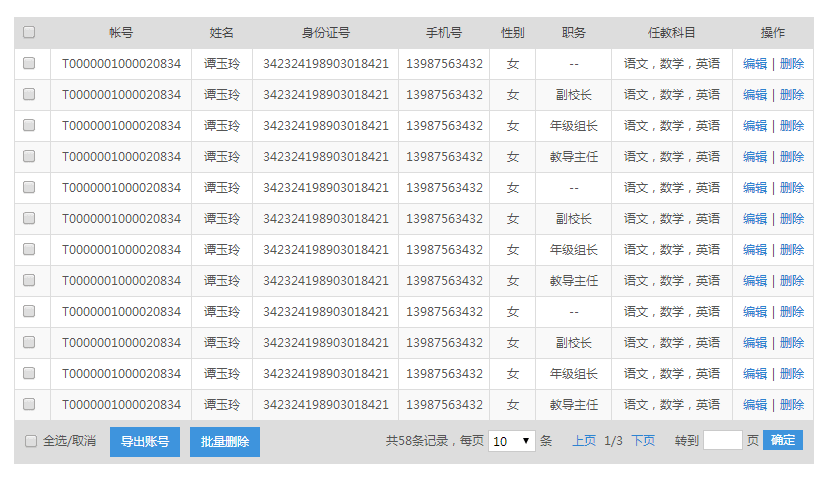 帐号 姓名 身份证号 手机号 性别 职务 任教科目 操作
T0000001000020834 谭玉玲 342324198903018421 13987563432 女 -- 语文，数学，英语 编辑 | 删除
T0000001000020834 谭玉玲 342324198903018421 13987563432 女 副校长 语文，数学，英语 编辑 | 删除
T0000001000020834 谭玉玲 342324198903018421 13987563432 女 年级组长 语文，数学，英语 编辑 | 删除
T0000001000020834 谭玉玲 342324198903018421 13987563432 女 教导主任 语文，数学，英语 编辑 | 删除
T0000001000020834 谭玉玲 342324198903018421 13987563432 女 -- 语文，数学，英语 编辑 | 删除
T0000001000020834 谭玉玲 342324198903018421 13987563432 女 副校长 语文，数学，英语 编辑 | 删除
T0000001000020834 谭玉玲 342324198903018421 13987563432 女 年级组长 语文，数学，英语 编辑 | 删除
T0000001000020834 谭玉玲 342324198903018421 13987563432 女 教导主任 语文，数学，英语 编辑 | 删除
T0000001000020834 谭玉玲 342324198903018421 13987563432 女 -- 语文，数学，英语 编辑 | 删除
T0000001000020834 谭玉玲 342324198903018421 13987563432 女 副校长 语文，数学，英语 编辑 | 删除
T0000001000020834 谭玉玲 342324198903018421 13987563432 女 年级组长 语文，数学，英语 编辑 | 删除
T0000001000020834 谭玉玲 342324198903018421 13987563432 女 教导主任 语文，数学，英语 编辑 | 删除
全选/取消 导出账号 批量删除 共58条记录，每页 10 条 上页 1/3 下页 转到 页 确定